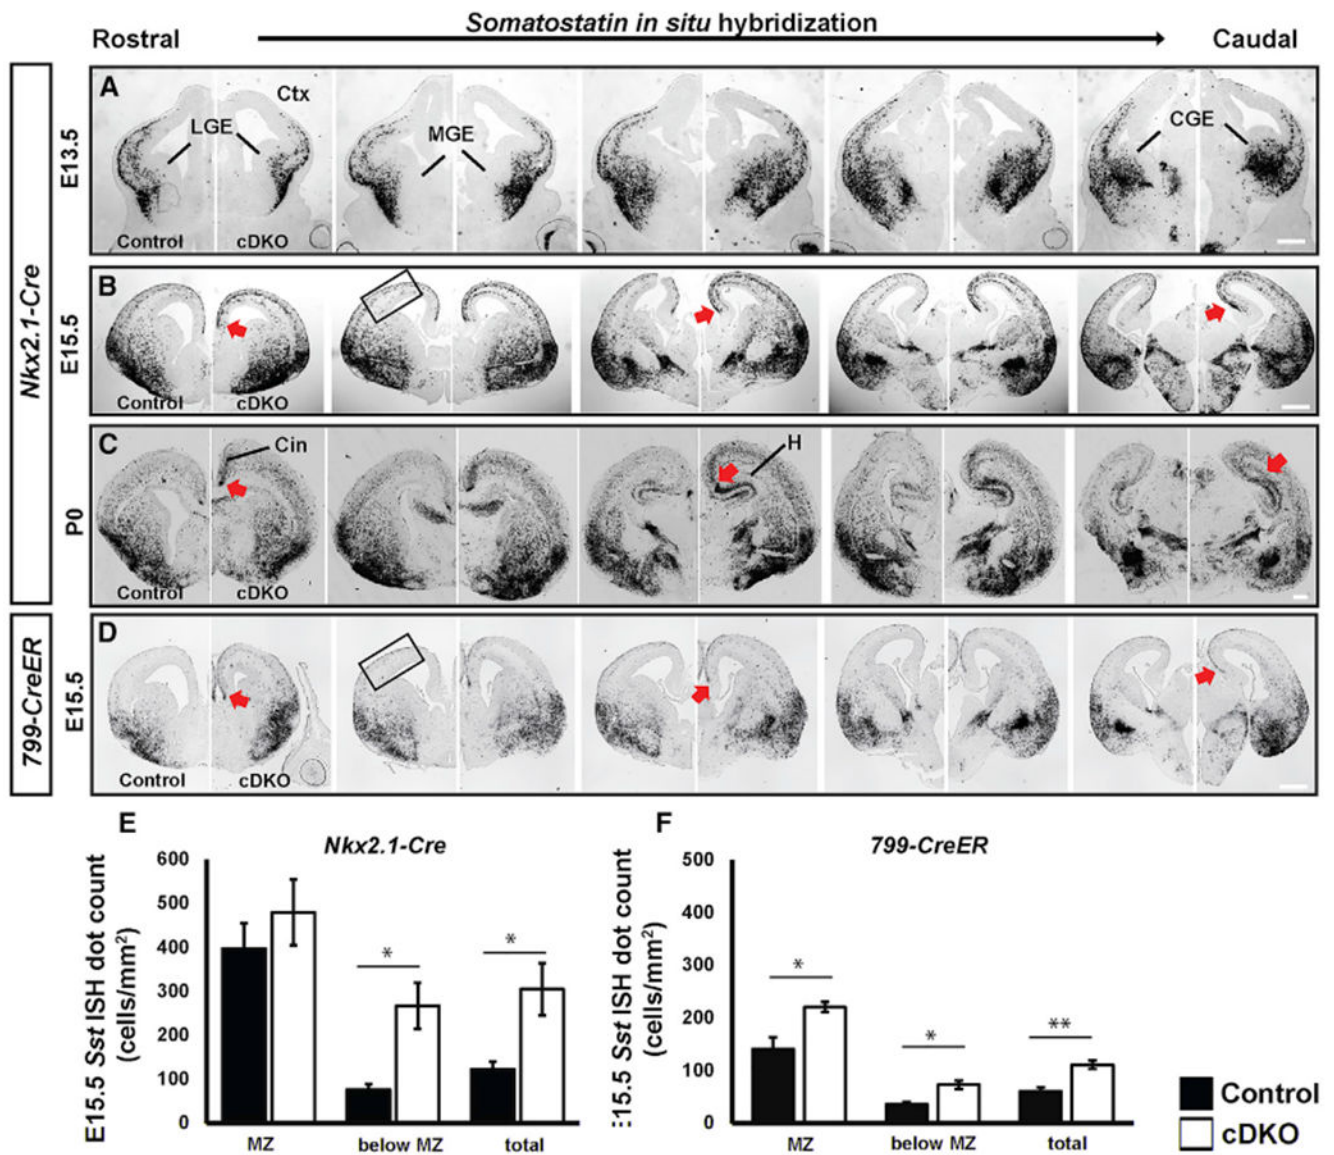 Somatostatin in situ hybridization
Rostral
Caudal
Nkx2.1-Cre
799-CreER
E13.5
A
Ctx
LGE
MGE
CGE
Control
cDKO
E15.5
B
Control
cDKO
P0
C
Cin
H
Control
cDKO
E15.5
D
Control
cDKO
E
Nkx2.1-Cre
E15.5 Sst ISH dot count
(cells/mm²)
600
500
400
300
200
100
0
*
*
MZ
below MZ
total
F
799-CreER
E15.5 Sst ISH dot count
(cells/mm²)
500
400
300
200
100
0
*
*
**
MZ
below MZ
total
Control
cDKO